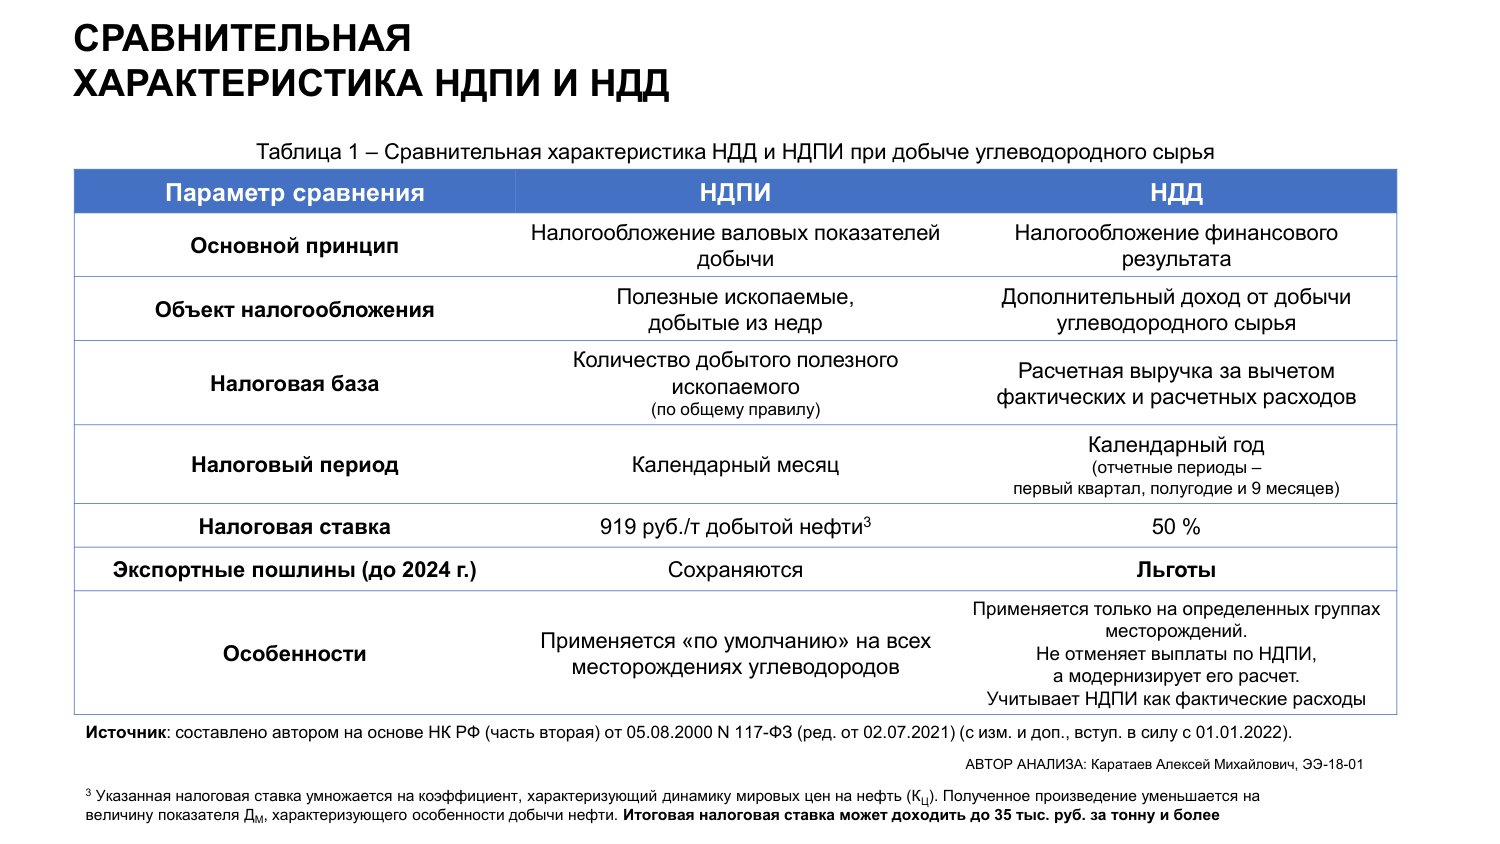 СРАВНИТЕЛЬНАЯ
ХАРАКТЕРИСТИКА НДПИ И НДД
Таблица 1 – Сравнительная характеристика НДД и НДПИ при добыче углеводородного сырья
Параметр сравнения НДПИ НДД
Основной принцип
Налогообложение валовых показателей
добычи
Налогообложение финансового
результата
Объект налогообложения
Полезные ископаемые,
добытые из недр
Дополнительный доход от добычи
углеводородного сырья
Налоговая база
Количество добытого полезного
ископаемого
(по общему правилу)
Расчетная выручка за вычетом
фактических и расчетных расходов
Налоговый период
Календарный месяц
Календарный год
(отчетные периоды –
первый квартал, полугодие и 9 месяцев)
Налоговая ставка 919 руб./т добытой нефти3 50 %
Экспортные пошлины (до 2024 г.) Сохраняются Льготы
Особенности
Применяется «по умолчанию» на всех
месторождениях углеводородов
Применяется только на определенных группах
месторождений.
Не отменяет выплаты по НДПИ,
а модернизирует его расчет.
Учитывает НДПИ как фактические расходы
Источник: составлено автором на основе НК РФ (часть вторая) от 05.08.2000 N 117-ФЗ (ред. от 02.07.2021) (с изм. и доп., вступ. в силу с 01.01.2022).
АВТОР АНАЛИЗА: Каратаев Алексей Михайлович, ЭЭ-18-01
3 Указанная налоговая ставка умножается на коэффициент, характеризующий динамику мировых цен на нефть (КЦ). Полученное произведение уменьшается на
величину показателя ДМ, характеризующего особенности добычи нефти. Итоговая налоговая ставка может доходить до 35 тыс. руб. за тонну и более